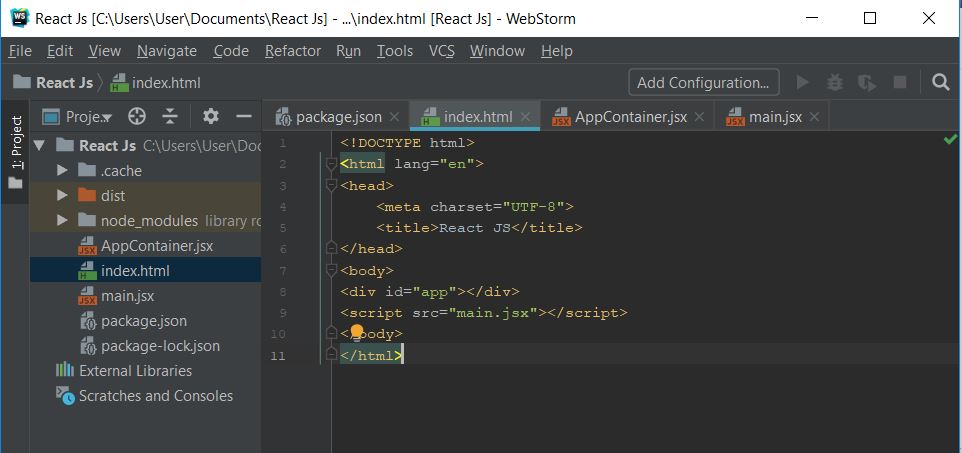 WS React Js [C:\Users\User\Documents\React Js] - ...\index.html [React Js] - WebStorm
File Edit View Navigate Code Refactor Run Tools VCS Window Help
React Js index.html Add Configuration...
1: Project
Proje
package.json index.html AppContainer.jsx main.jsx
React Js C:\Users\User\Doc
.cache
dist
node_modules library ro
AppContainer.jsx
index.html
main.jsx
package.json
package-lock.json
External Libraries
Scratches and Consoles
1 <!DOCTYPE html>
2 <html lang="en">
3 <head>
4 <meta charset="UTF-8">
5 <title>React JS</title>
6 </head>
7 <body>
8 <div id="app"></div>
9 <script src="main.jsx"></script>
10 </body>
11 </html>